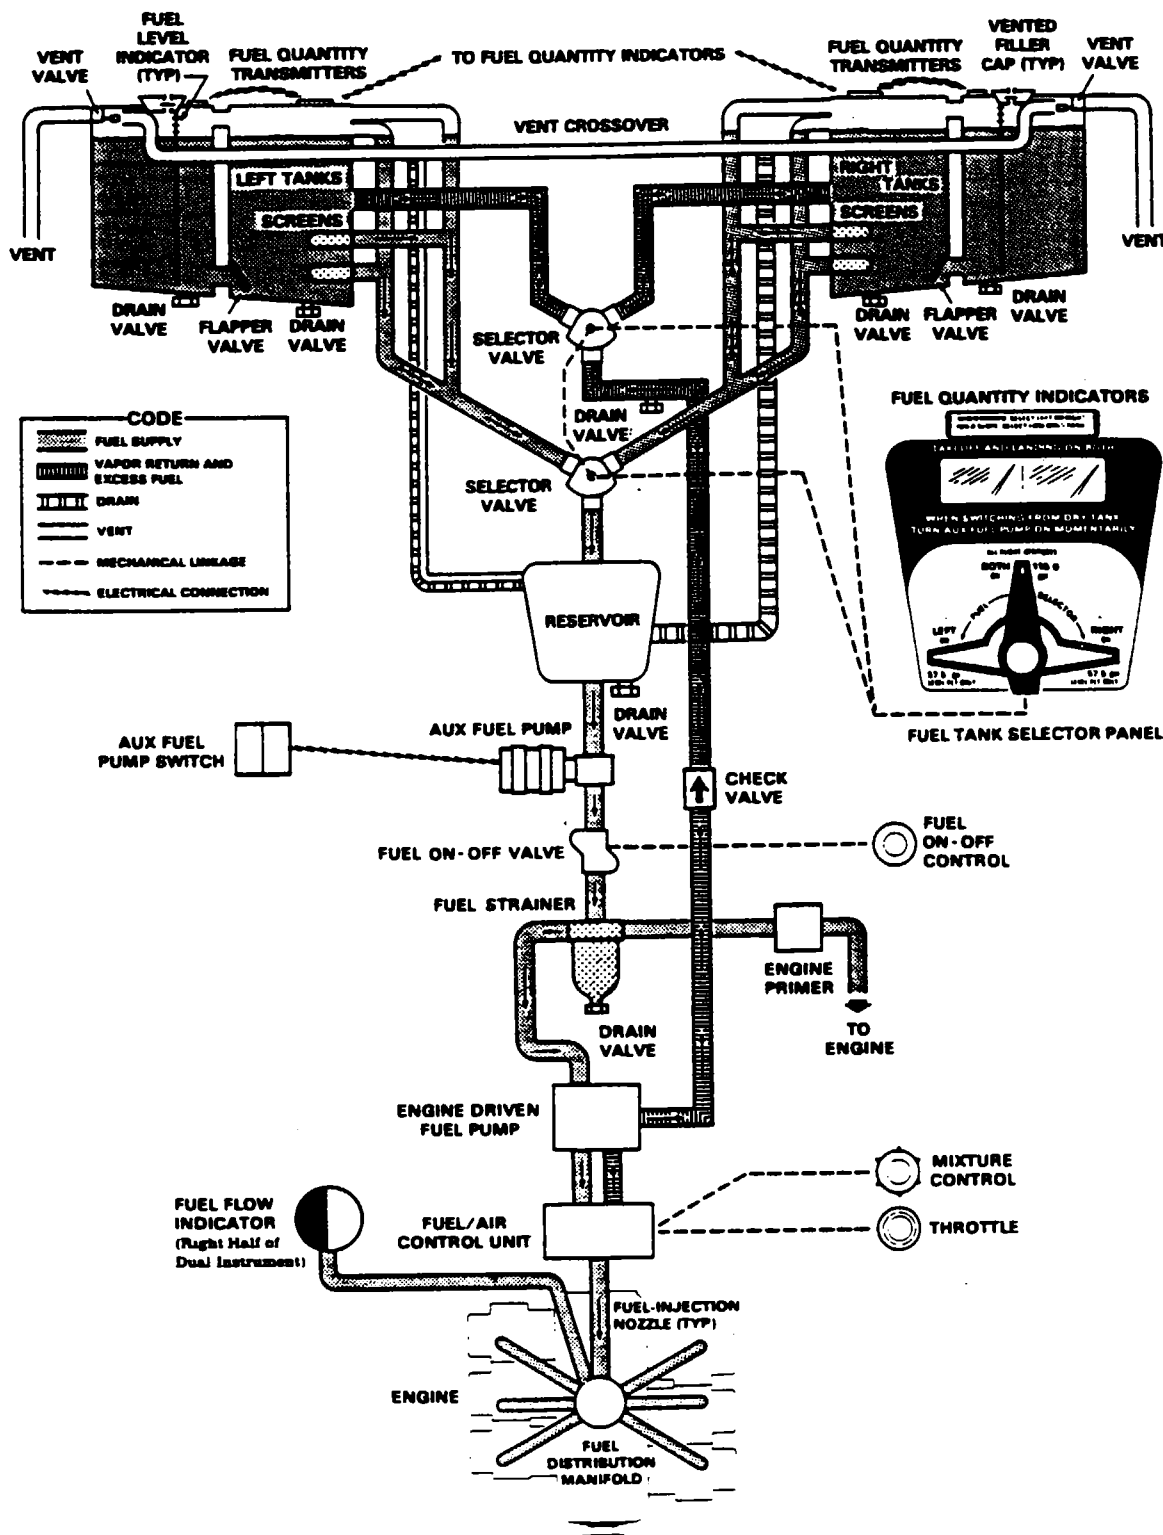 FUEL
LEVEL
INDICATOR
(TYP)
VENT
VALVE
FUEL QUANTITY
TRANSMITTERS
TO FUEL QUANTITY INDICATORS
FUEL QUANTITY
TRANSMITTERS
VENTED
FILLER
CAP (TYP)
VENT
VALVE
VENT CROSSOVER
LEFT TANKS
SCREENS
RIGHT
TANKS
SCREENS
VENT
VENT
DRAIN
VALVE
FLAPPER
VALVE
DRAIN
VALVE
SELECTOR
VALVE
DRAIN
VALVE
FLAPPER
VALVE
DRAIN
VALVE
CODE
FUEL SUPPLY
VAPOR RETURN AND
EXCESS FUEL
DRAIN
VENT
MECHANICAL LINKAGE
ELECTRICAL CONNECTION
DRAIN
VALVE
SELECTOR
VALVE
FUEL QUANTITY INDICATORS
WHEN SWITCHING FROM DRY TANK
TURN AUX FUEL PUMP ON MOMENTARILY
BOTH
ON
FUEL SELECTOR
LEFT
ON
RIGHT
ON
FUEL TANK SELECTOR PANEL
RESERVOIR
DRAIN
VALVE
AUX FUEL
PUMP SWITCH
AUX FUEL PUMP
CHECK
VALVE
FUEL ON-OFF VALVE
FUEL
ON-OFF
CONTROL
FUEL STRAINER
ENGINE
PRIMER
TO
ENGINE
DRAIN
VALVE
ENGINE DRIVEN
FUEL PUMP
MIXTURE
CONTROL
THROTTLE
FUEL FLOW
INDICATOR
(Right Half of
Dual Instrument)
FUEL/AIR
CONTROL UNIT
FUEL-INJECTION
NOZZLE (TYP)
ENGINE
FUEL
DISTRIBUTION
MANIFOLD